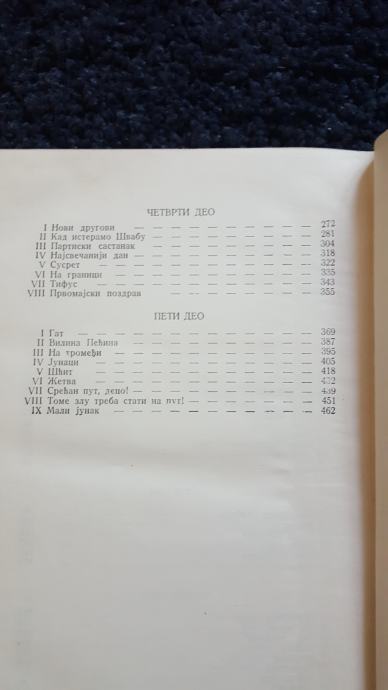 ЧЕТВРТИ ДЕО
I Нови другови — — — — — — — — — — — 272
II Кад истерамо Швабу — — — — — — — — — 281
III Партиски састанак — — — — — — — — — — 304
IV Најсвечанији дан — — — — — — — — — — 318
V Сусрет — — — — — — — — — — — — 322
VI На граници — — — — — — — — — — — 335
VII Тифус — — — — — — — — — — — — 343
VIII Првомајски поздрав — — — — — — — — 355
ПЕТИ ДЕО
I Гат — — — — — — — — — — — — — 369
II Вилина Пећина — — — — — — — — — — 387
III На тромеђи — — — — — — — — — — — 395
IV Јунаци — — — — — — — — — — — — 405
V Шћит — — — — — — — — — — — — 418
VI Жетва — — — — — — — — — — — — 432
VII Срећан пут, депо! — — — — — — — — — — 439
VIII Томе злу треба стати на пут! — — — — — — — 451
IX Мали јунак — — — — — — — — — — — 462